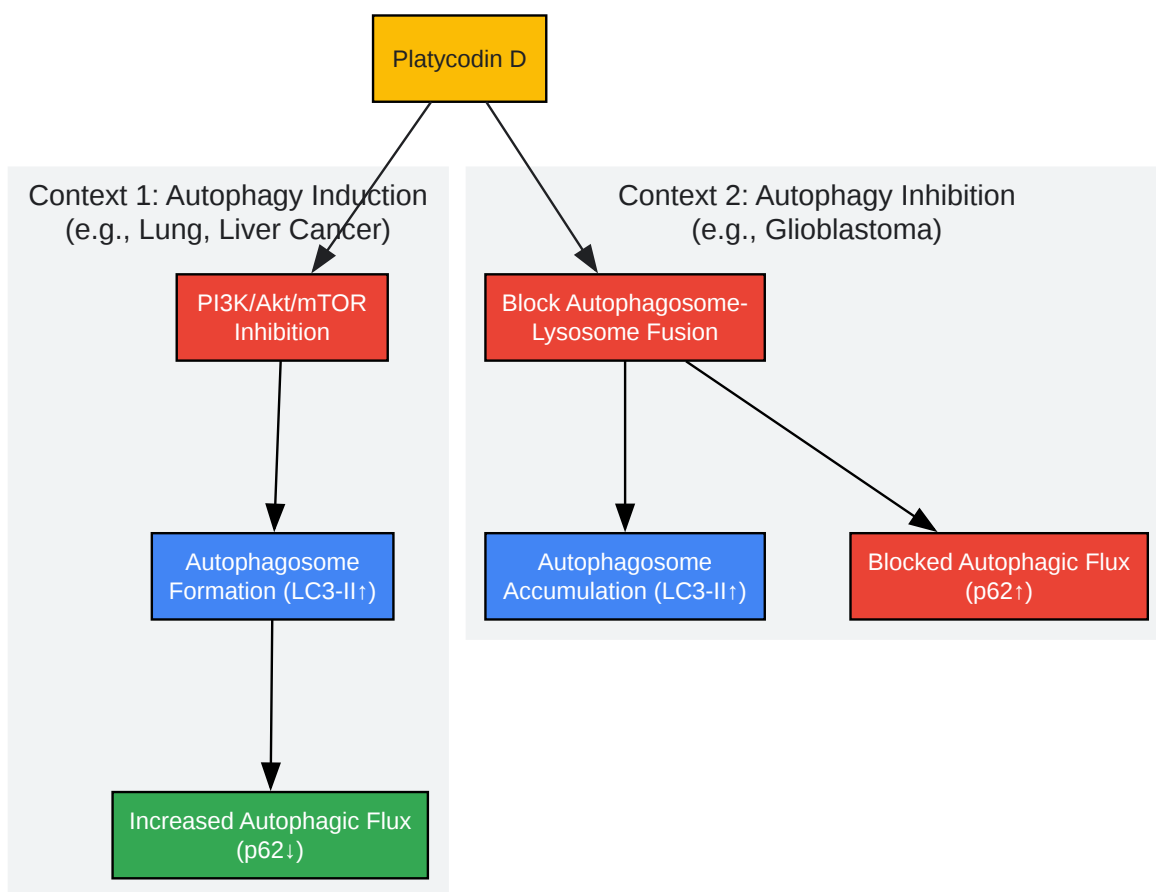 Platycodin D
Context 1: Autophagy Induction
(e.g., Lung, Liver Cancer)
PI3K/Akt/mTOR
Inhibition
Autophagosome
Formation (LC3-II↑)
Increased Autophagic Flux
(p62↓)
Context 2: Autophagy Inhibition
(e.g., Glioblastoma)
Block Autophagosome-
Lysosome Fusion
Autophagosome
Accumulation (LC3-II↑)
Blocked Autophagic Flux
(p62↑)